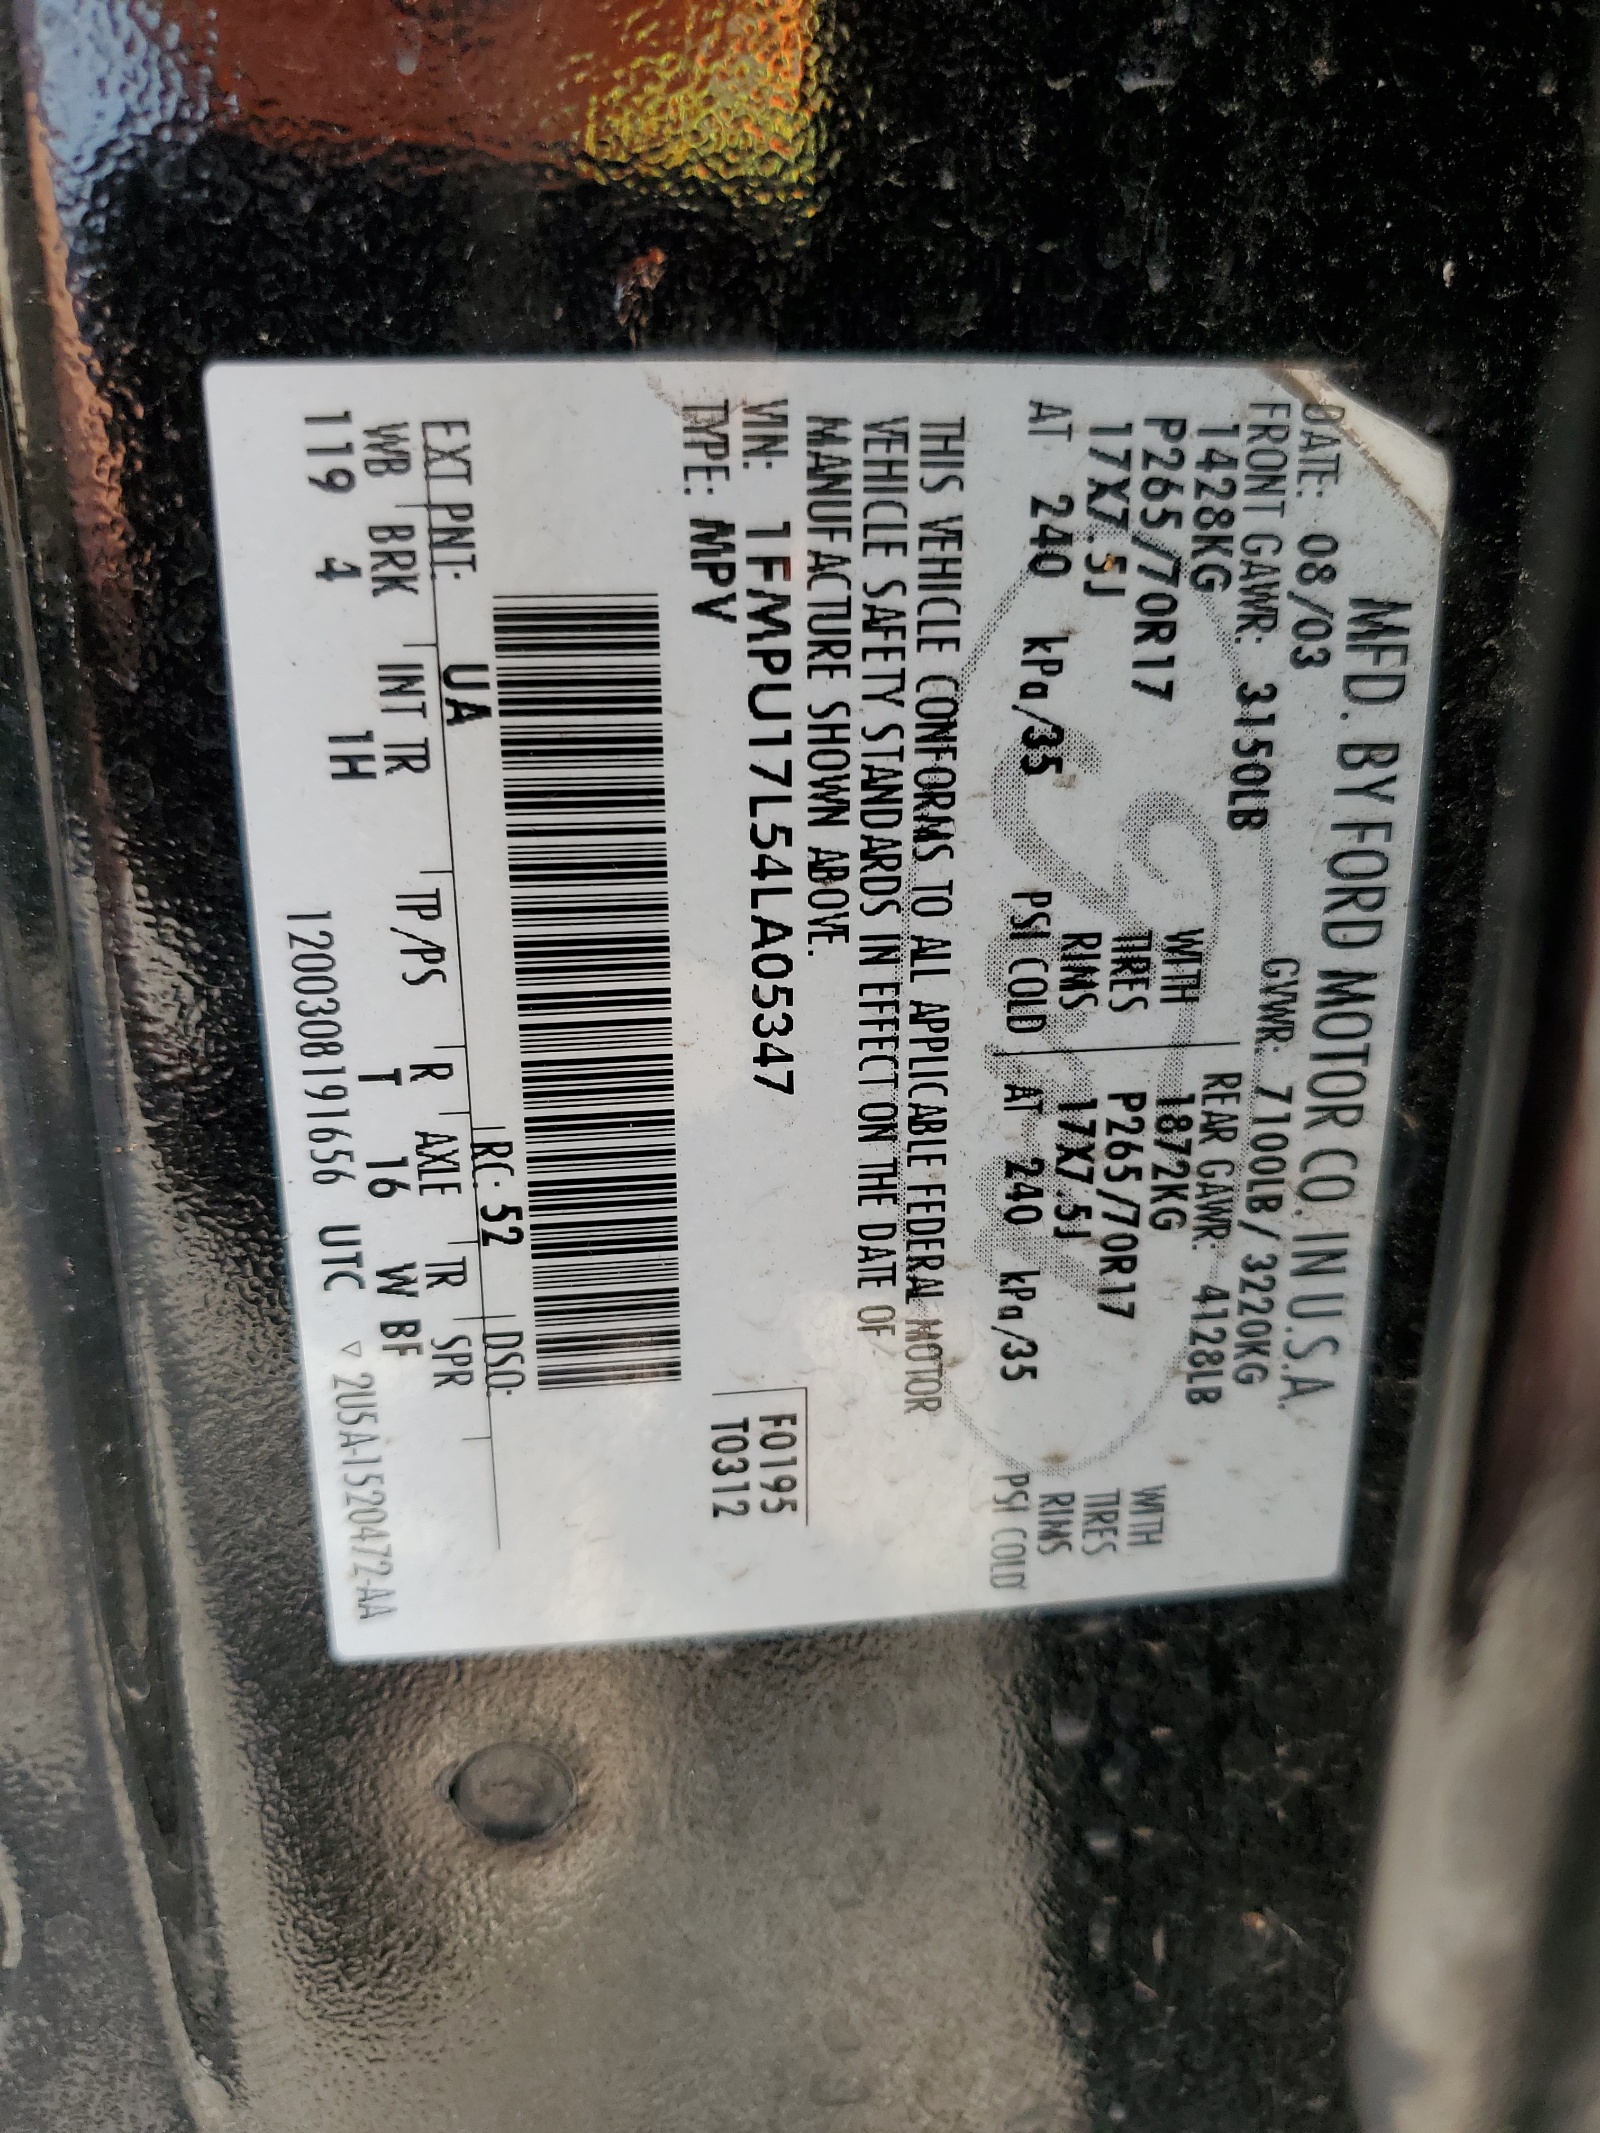 MFD. BY FORD MOTOR CO. IN U.S.A.
DATE: 08/03 GVWR: 7100LB/3220KG
FRONT GAWR: 3150LB REAR GAWR: 4128LB
1428KG WITH 1872KG WITH
P265/70R17 TIRES P265/70R17 TIRES
17X7.5J RIMS 17X7.5J RIMS
AT 240 kPa/35 PSI COLD AT 240 kPa/35 PSI COLD
THIS VEHICLE CONFORMS TO ALL APPLICABLE FEDERAL MOTOR
VEHICLE SAFETY STANDARDS IN EFFECT ON THE DATE OF
MANUFACTURE SHOWN ABOVE.
VIN: 1FMPU17L54LA05347 F0195
TYPE: MPV T0312
EXT PNT: UA RC: 52 DSO:
WB BRK INT TR TP/PS R AXLE TR SPR
119 4 1H T 16 W BF
1200308191656 UTC ▽ 2U5A-1520472-AA